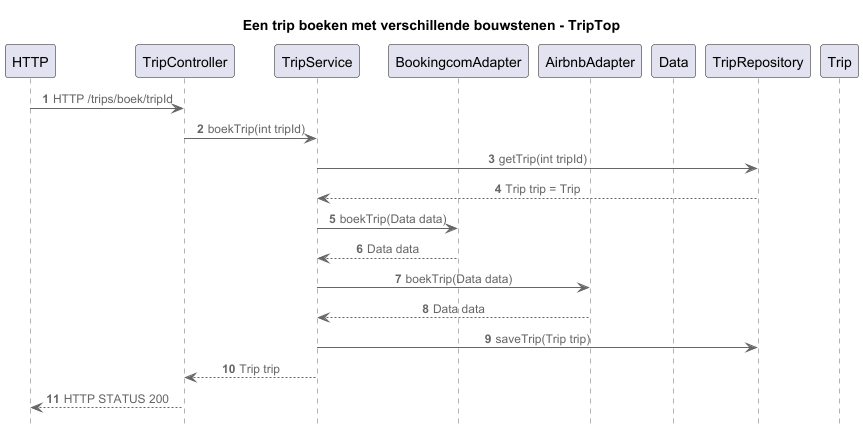 Een trip boeken met verschillende bouwstenen - TripTop
HTTP TripController TripService BookingcomAdapter AirbnbAdapter Data TripRepository Trip
1 HTTP /trips/boek/tripId
2 boekTrip(int tripId)
3 getTrip(int tripId)
4 Trip trip = Trip
5 boekTrip(Data data)
6 Data data
7 boekTrip(Data data)
8 Data data
9 saveTrip(Trip trip)
10 Trip trip
11 HTTP STATUS 200